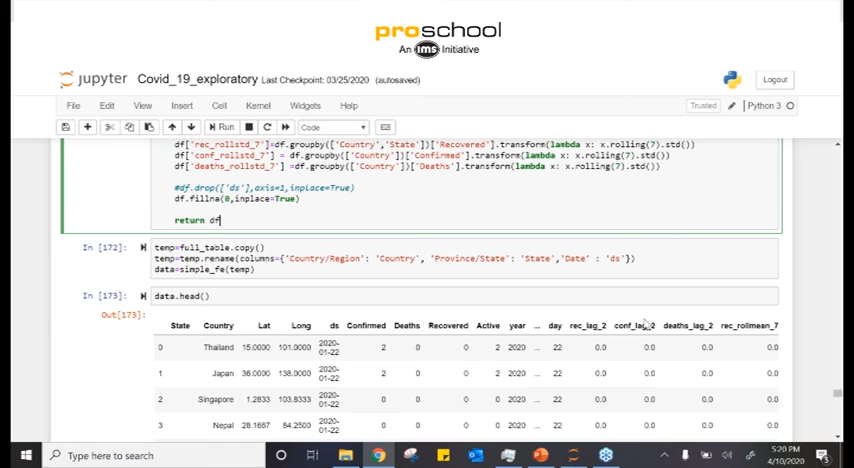 proschool
An ims Initiative
jupyter Covid_19_exploratory Last Checkpoint: 03/25/2020 (autosaved)
Logout
File Edit View Insert Cell Kernel Widgets Help
Trusted
Python 3
Run
Code
df['rec_rollstd_7']=df.groupby(['Country','State'])['Recovered'].transform(lambda x: x.rolling(7).std())
df['conf_rollstd_7'] = df.groupby(['Country'])['Confirmed'].transform(lambda x: x.rolling(7).std())
df['deaths_rollstd_7'] =df.groupby(['Country'])['Deaths'].transform(lambda x: x.rolling(7).std())
#df.drop(['ds'],axis=1,inplace=True)
df.fillna(0,inplace=True)
return df
In [172]:
temp=full_table.copy()
temp=temp.rename(columns={'Country/Region': 'Country', 'Province/State': 'State','Date' : 'ds'})
data=simple_fe(temp)
In [173]:
data.head()
Out[173]:
State Country Lat Long ds Confirmed Deaths Recovered Active year ... day rec_lag_2 conf_lag_2 deaths_lag_2 rec_rollmean_7
0 Thailand 15.0000 101.0000 2020-01-22 2 0 0 2 2020 ... 22 0.0 0.0 0.0 0.0
1 Japan 36.0000 138.0000 2020-01-22 2 0 0 2 2020 ... 22 0.0 0.0 0.0 0.0
2 Singapore 1.2833 103.8333 2020-01-22 0 0 0 0 2020 ... 22 0.0 0.0 0.0 0.0
3 Nepal 28.1667 84.2500 2020-01-22 0 0 0 0 2020 ... 22 0.0 0.0 0.0 0.0
Type here to search
5:20 PM
4/10/2020